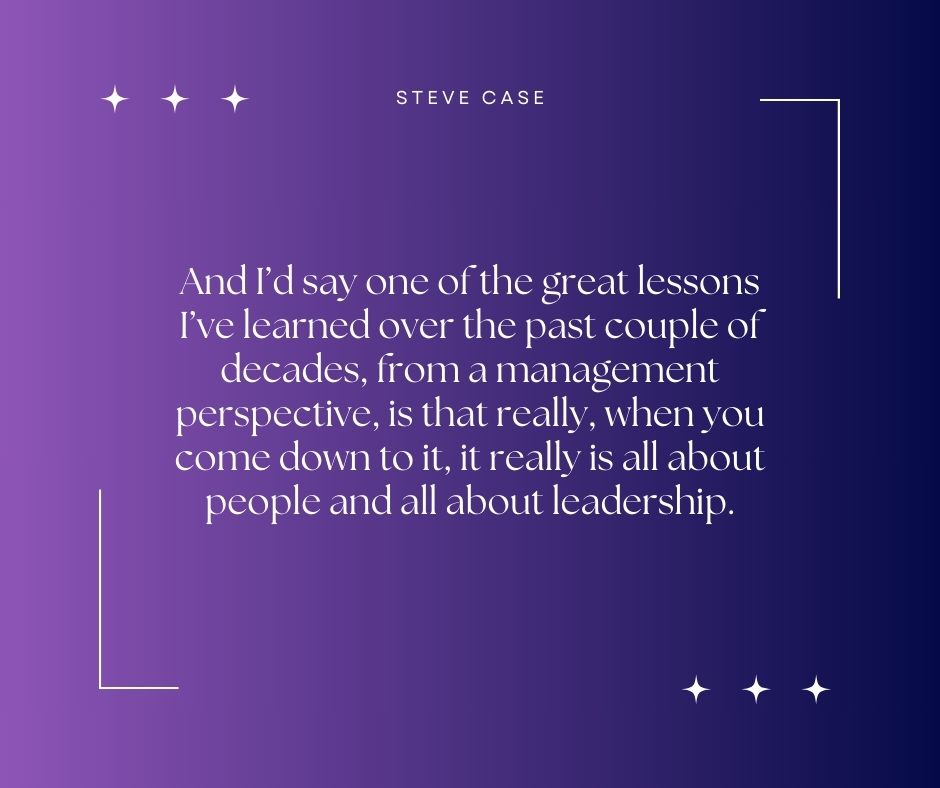 STEVE CASE
And I’d say one of the great lessons
I’ve learned over the past couple of
decades, from a management
perspective, is that really, when you
come down to it, it really is all about
people and all about leadership.